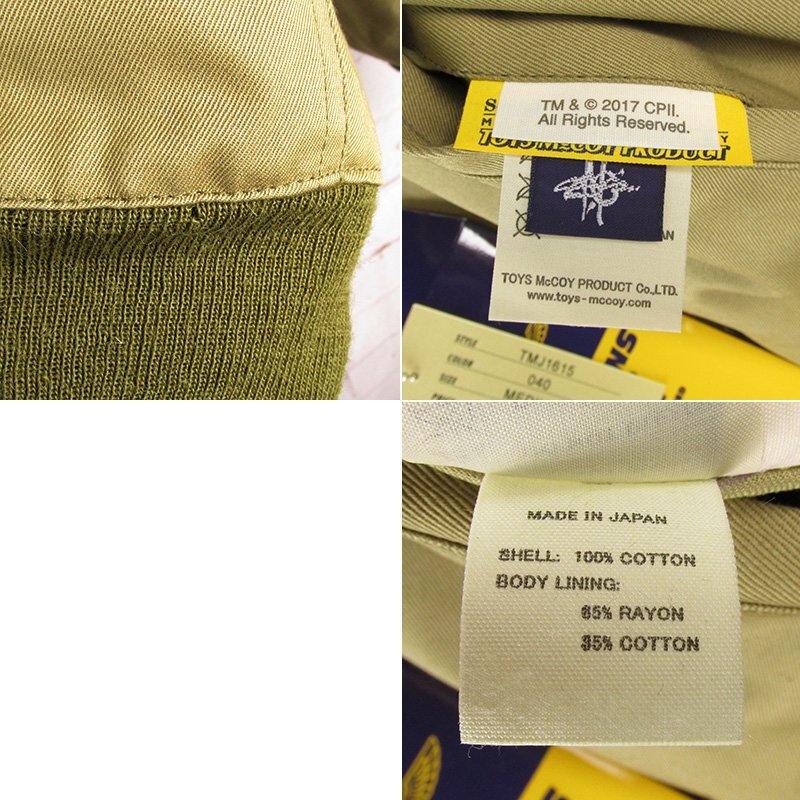 TM & © 2017 CPII.
All Rights Reserved.
TOYS McCOY PRODUCT
TOYS McCOY PRODUCT Co.,LTD.
www.toys-mccoy.com
STYLE TMJ1615
COLOR 040
SIZE
MADE IN JAPAN
SHELL: 100% COTTON
BODY LINING:
65% RAYON
35% COTTON